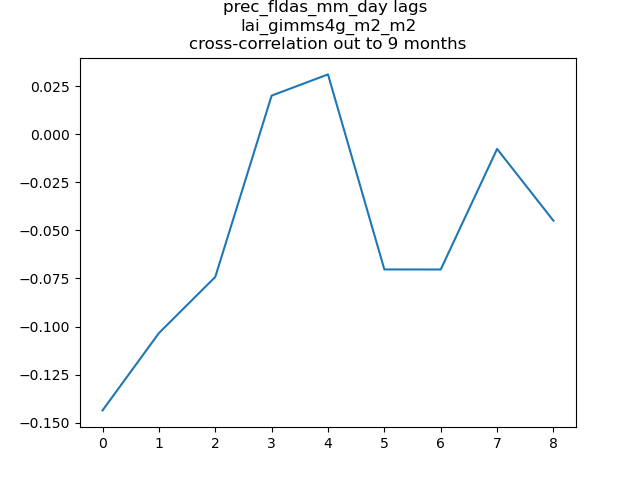 prec_fldas_mm_day lags
lai_gimms4g_m2_m2
cross-correlation out to 9 months
0.025
0.000
−0.025
−0.050
−0.075
−0.100
−0.125
−0.150
0 1 2 3 4 5 6 7 8